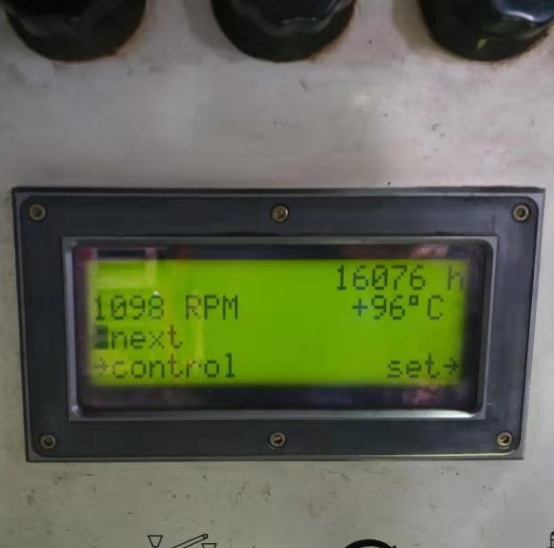 16076 h
1098 RPM +96°C
next
→control set→